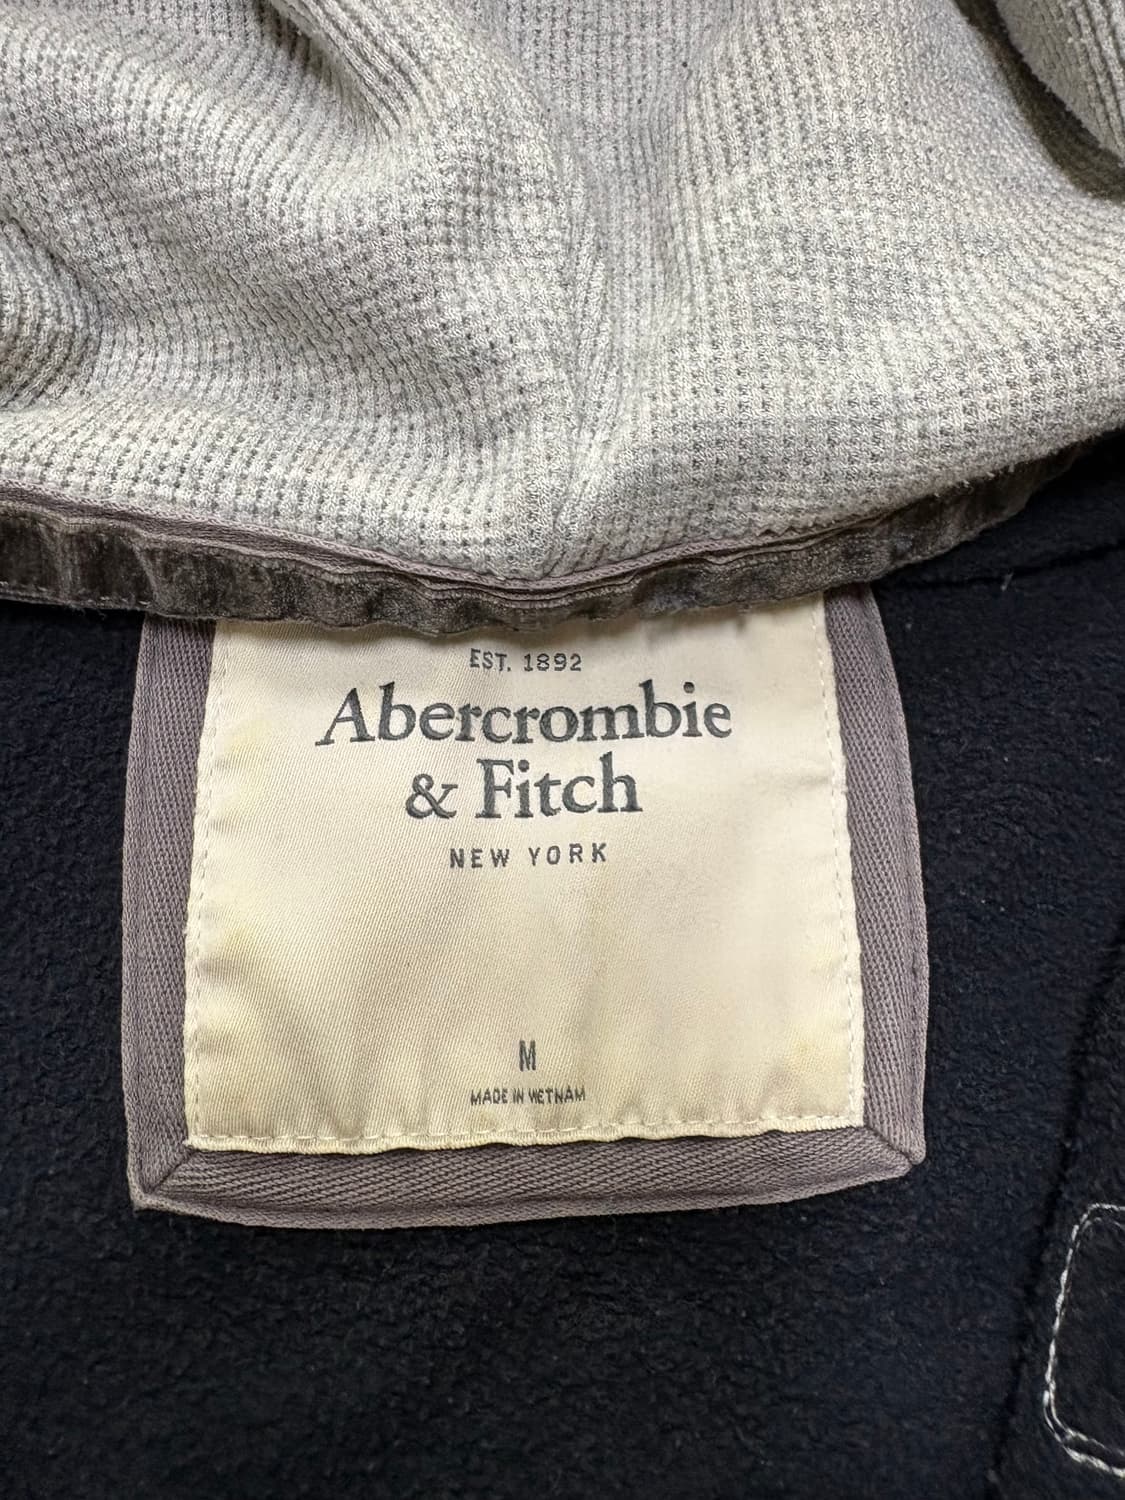 EST. 1892
Abercrombie
& Fitch
NEW YORK
M
MADE IN VIETNAM